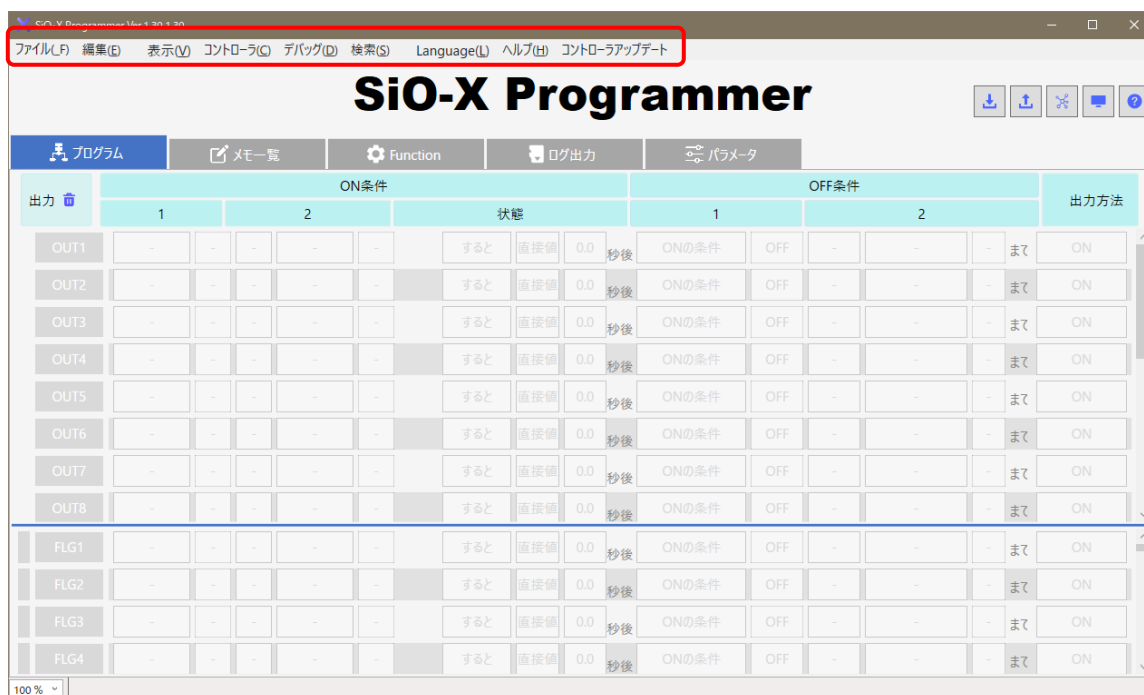 SiO-X Programmer Ver.1.30.1.30
ファイル(_F) 編集(E) 表示(V) コントローラ(C) デバッグ(D) 検索(S) Language(L) ヘルプ(H) コントローラアップデート
SiO-X Programmer
プログラム メモ一覧 Function ログ出力 パラメータ
出力 ON条件 OFF条件 出力方法
1 2 状態 1 2
OUT1 - - - - - すると 直接値 0.0 秒後 ONの条件 OFF - - - まで ON
OUT2 - - - - - すると 直接値 0.0 秒後 ONの条件 OFF - - - まで ON
OUT3 - - - - - すると 直接値 0.0 秒後 ONの条件 OFF - - - まで ON
OUT4 - - - - - すると 直接値 0.0 秒後 ONの条件 OFF - - - まで ON
OUT5 - - - - - すると 直接値 0.0 秒後 ONの条件 OFF - - - まで ON
OUT6 - - - - - すると 直接値 0.0 秒後 ONの条件 OFF - - - まで ON
OUT7 - - - - - すると 直接値 0.0 秒後 ONの条件 OFF - - - まで ON
OUT8 - - - - - すると 直接値 0.0 秒後 ONの条件 OFF - - - まで ON
FLG1 - - - - - すると 直接値 0.0 秒後 ONの条件 OFF - - - まで ON
FLG2 - - - - - すると 直接値 0.0 秒後 ONの条件 OFF - - - まで ON
FLG3 - - - - - すると 直接値 0.0 秒後 ONの条件 OFF - - - まで ON
FLG4 - - - - - すると 直接値 0.0 秒後 ONの条件 OFF - - - まで ON
100 %